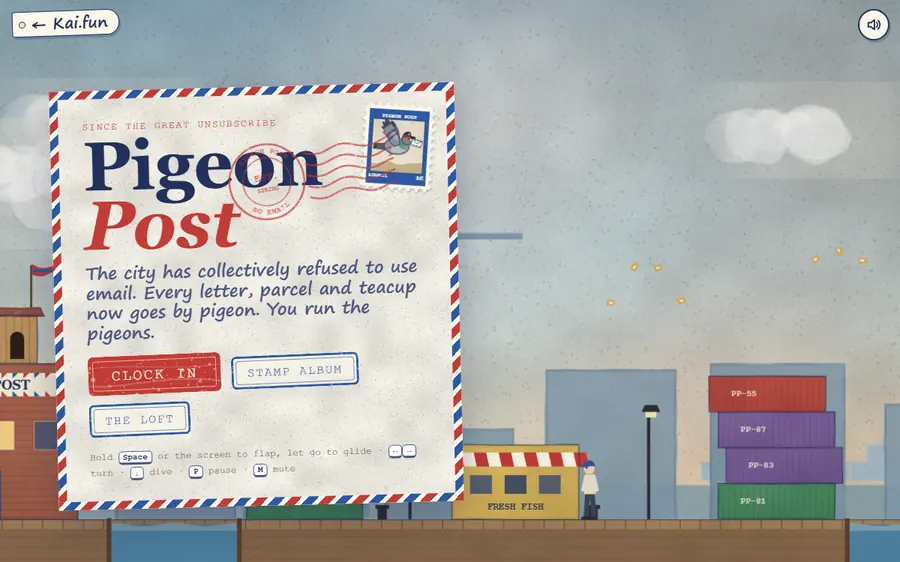 ← Kai.fun
SINCE THE GREAT UNSUBSCRIBE
PIGEON POST
Pigeon
Post
NO EMAIL
The city has collectively refused to use
email. Every letter, parcel and teacup
now goes by pigeon. You run the
pigeons.
CLOCK IN
STAMP ALBUM
THE LOFT
Hold Space or the screen to flap, let go to glide · ← →
turn · ↓ dive · P pause · M mute
POST
FRESH FISH
PP-55
PP-87
PP-83
PP-81